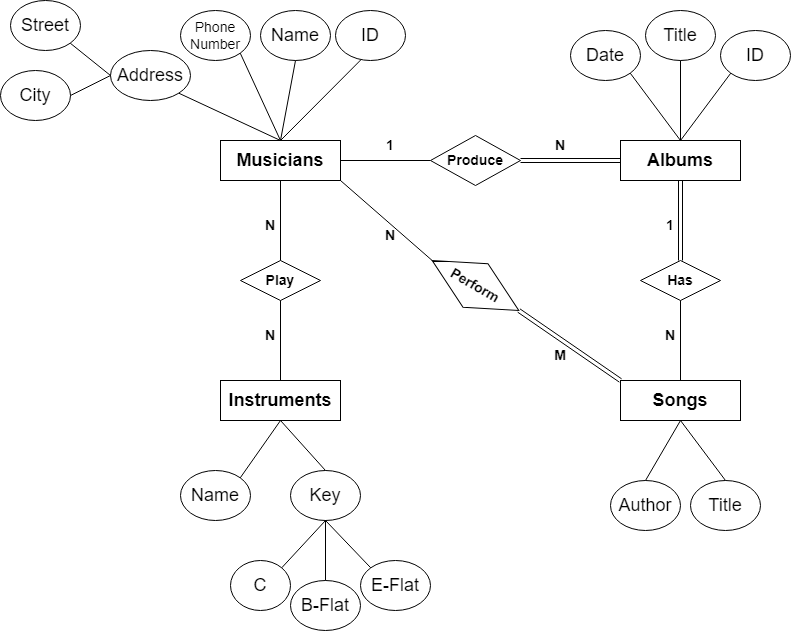 Street
Phone
Number
Name
ID
Title
Date
ID
Address
City
Musicians
1
Produce
N
Albums
N
N
1
Play
Perform
Has
N
M
N
Instruments
Songs
Name
Key
Author
Title
C
B-Flat
E-Flat